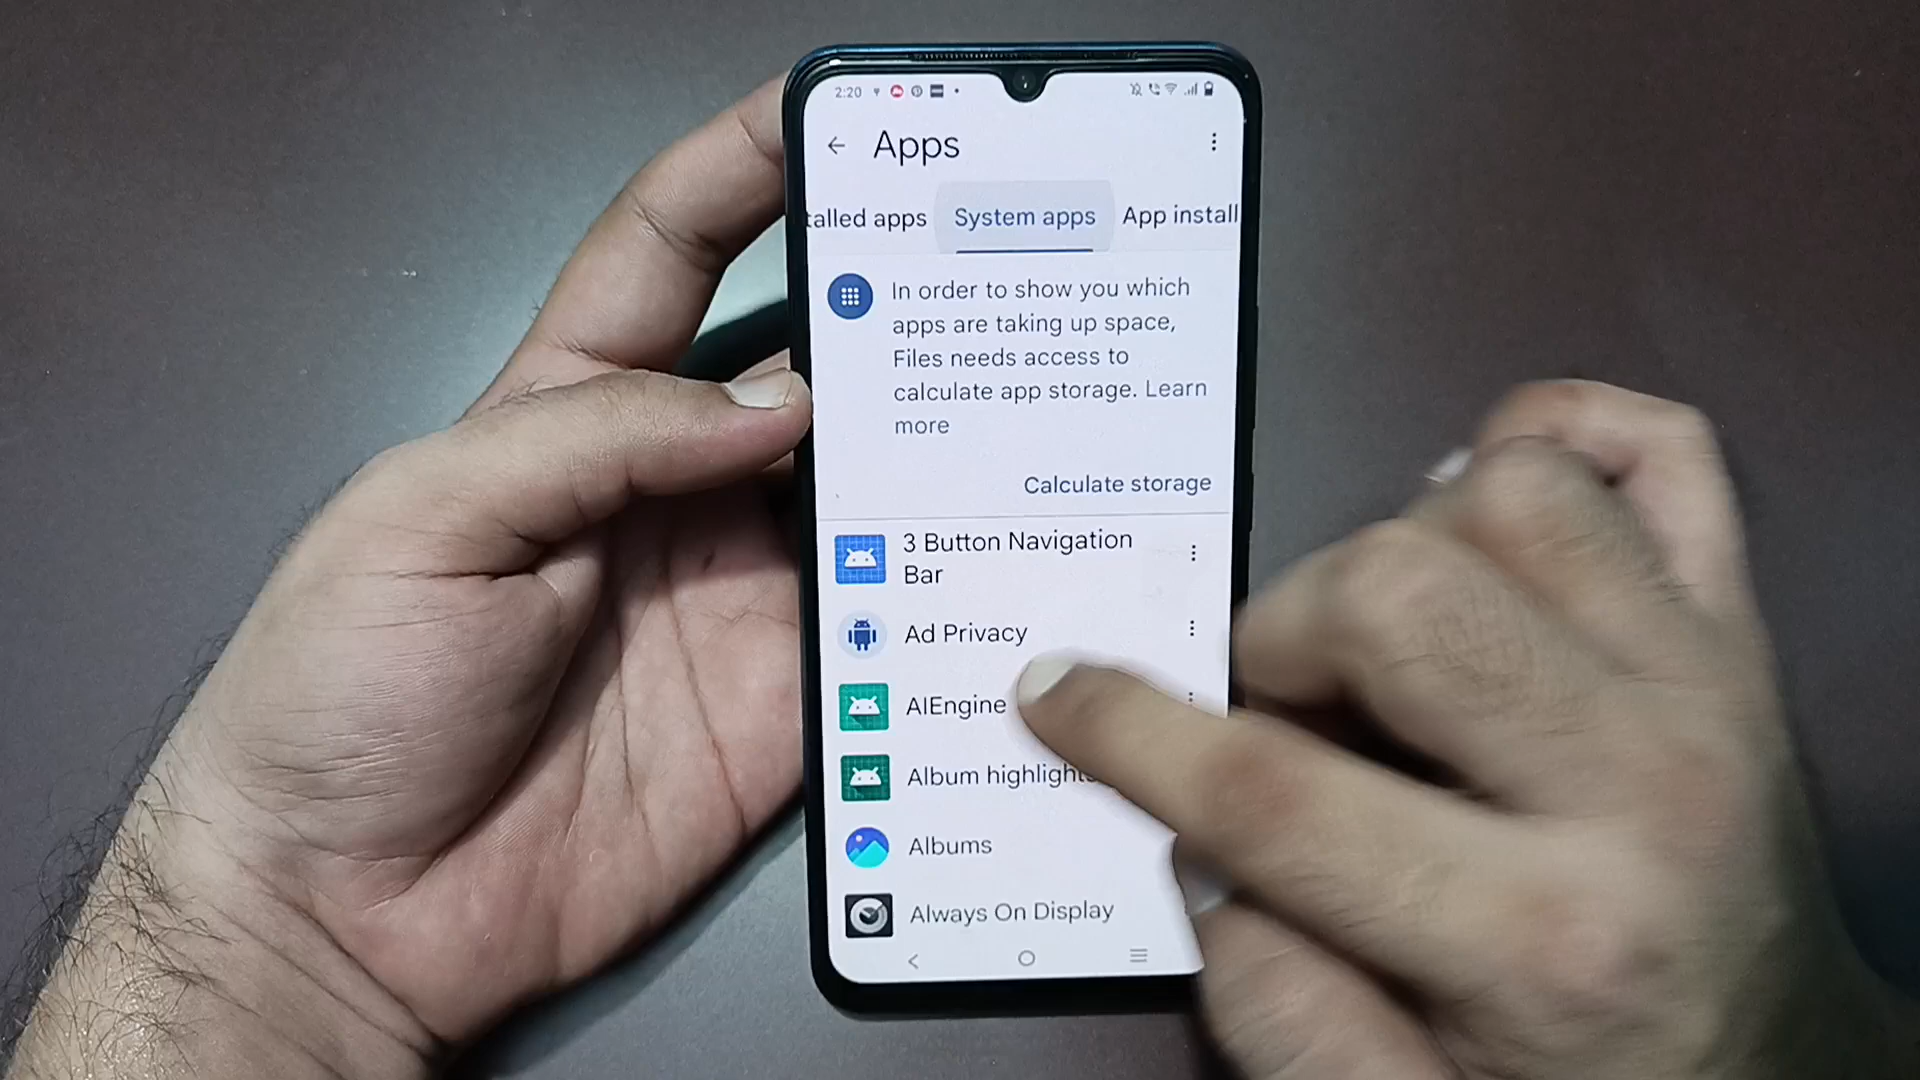 2:20
Apps
talled apps System apps App install
In order to show you which
apps are taking up space,
Files needs access to
calculate app storage. Learn
more
Calculate storage
3 Button Navigation
Bar
Ad Privacy
AIEngine
Album highlights
Albums
Always On Display